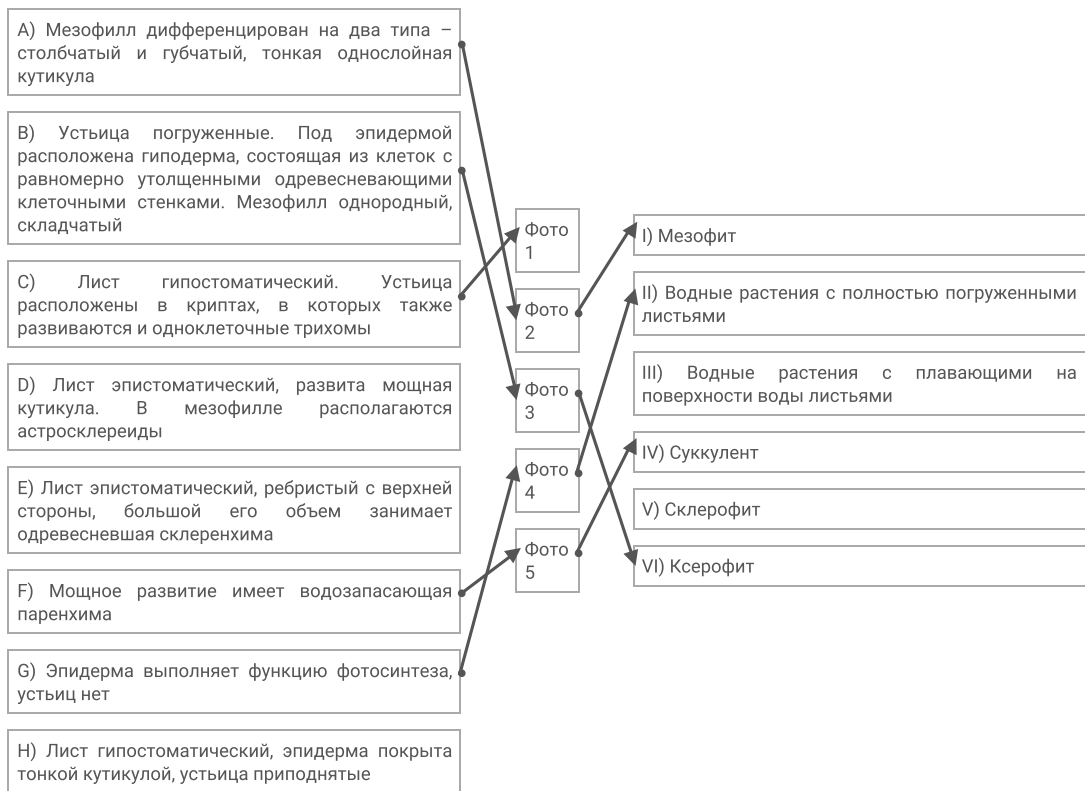 А) Мезофилл дифференцирован на два типа –
столбчатый и губчатый, тонкая однослойная
кутикула
В) Устьица погруженные. Под эпидермой
расположена гиподерма, состоящая из клеток с
равномерно утолщенными одревесневающими
клеточными стенками. Мезофилл однородный,
складчатый
С) Лист гипостоматический. Устьица
расположены в криптах, в которых также
развиваются и одноклеточные трихомы
D) Лист эпистоматический, развита мощная
кутикула. В мезофилле располагаются
астросклереиды
Е) Лист эпистоматический, ребристый с верхней
стороны, большой его объем занимает
одревесневшая склеренхима
F) Мощное развитие имеет водозапасающая
паренхима
G) Эпидерма выполняет функцию фотосинтеза,
устьиц нет
Н) Лист гипостоматический, эпидерма покрыта
тонкой кутикулой, устьица приподнятые
Фото
1
Фото
2
Фото
3
Фото
4
Фото
5
I) Мезофит
II) Водные растения с полностью погруженными
листьями
III) Водные растения с плавающими на
поверхности воды листьями
IV) Суккулент
V) Склерофит
VI) Ксерофит